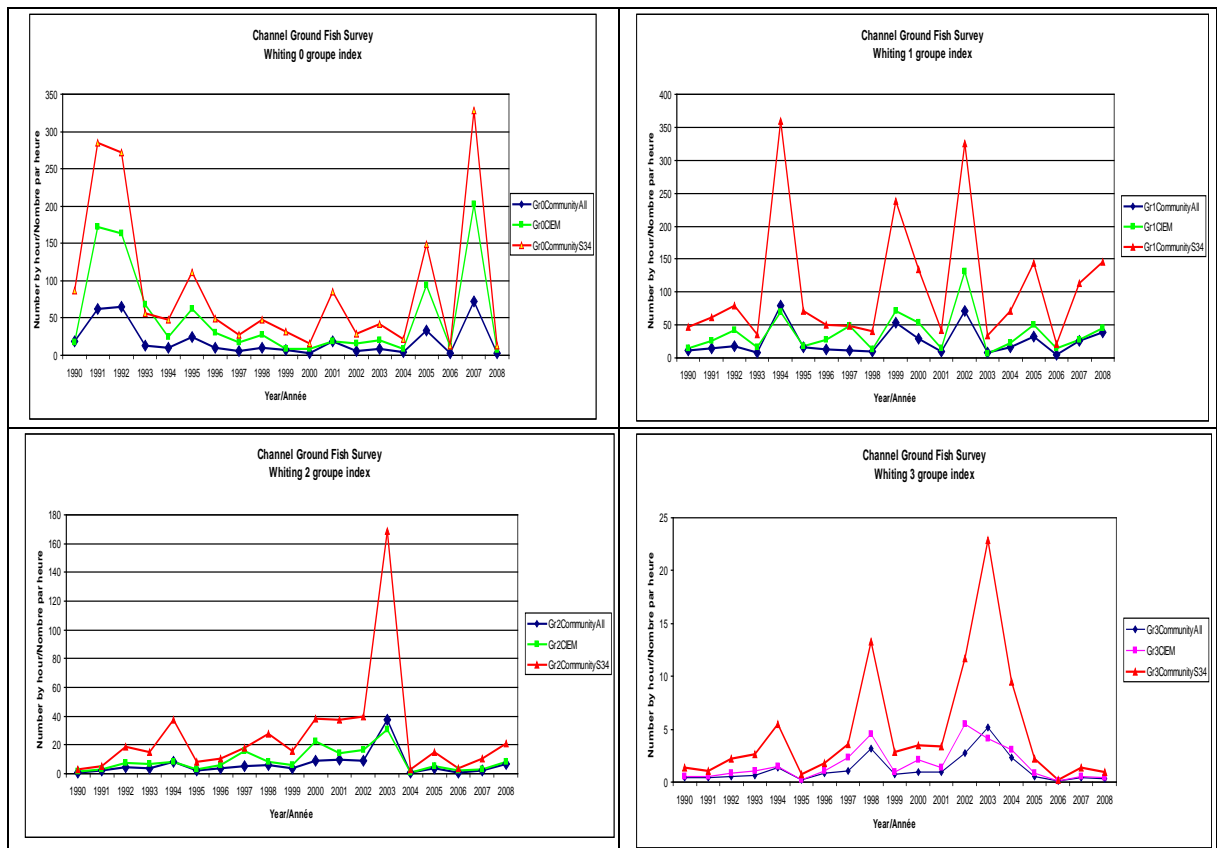 Channel Ground Fish Survey
Whiting 0 groupe index
Number by hour/Nombre par heure
350
300
250
200
150
100
50
0
1990 1991 1992 1993 1994 1995 1996 1997 1998 1999 2000 2001 2002 2003 2004 2005 2006 2007 2008
Year/Année
Gr0CommunityAll
Gr0CIEM
Gr0CommunityS34
Channel Ground Fish Survey
Whiting 1 groupe index
Number by hour/Nombre par heure
400
350
300
250
200
150
100
50
0
1990 1991 1992 1993 1994 1995 1996 1997 1998 1999 2000 2001 2002 2003 2004 2005 2006 2007 2008
Year/Année
Gr1CommunityAll
Gr1CIEM
Gr1CommunityS34
Channel Ground Fish Survey
Whiting 2 groupe index
Number by hour/Nombre par heure
180
160
140
120
100
80
60
40
20
0
1990 1991 1992 1993 1994 1995 1996 1997 1998 1999 2000 2001 2002 2003 2004 2005 2006 2007 2008
Year/Année
Gr2CommunityAll
Gr2CIEM
Gr2CommunityS34
Channel Ground Fish Survey
Whiting 3 groupe index
Number by hour/Nombre par heure
25
20
15
10
5
0
1990 1991 1992 1993 1994 1995 1996 1997 1998 1999 2000 2001 2002 2003 2004 2005 2006 2007 2008
Year/Année
Gr3CommunityAll
Gr3CIEM
Gr3CommunityS34